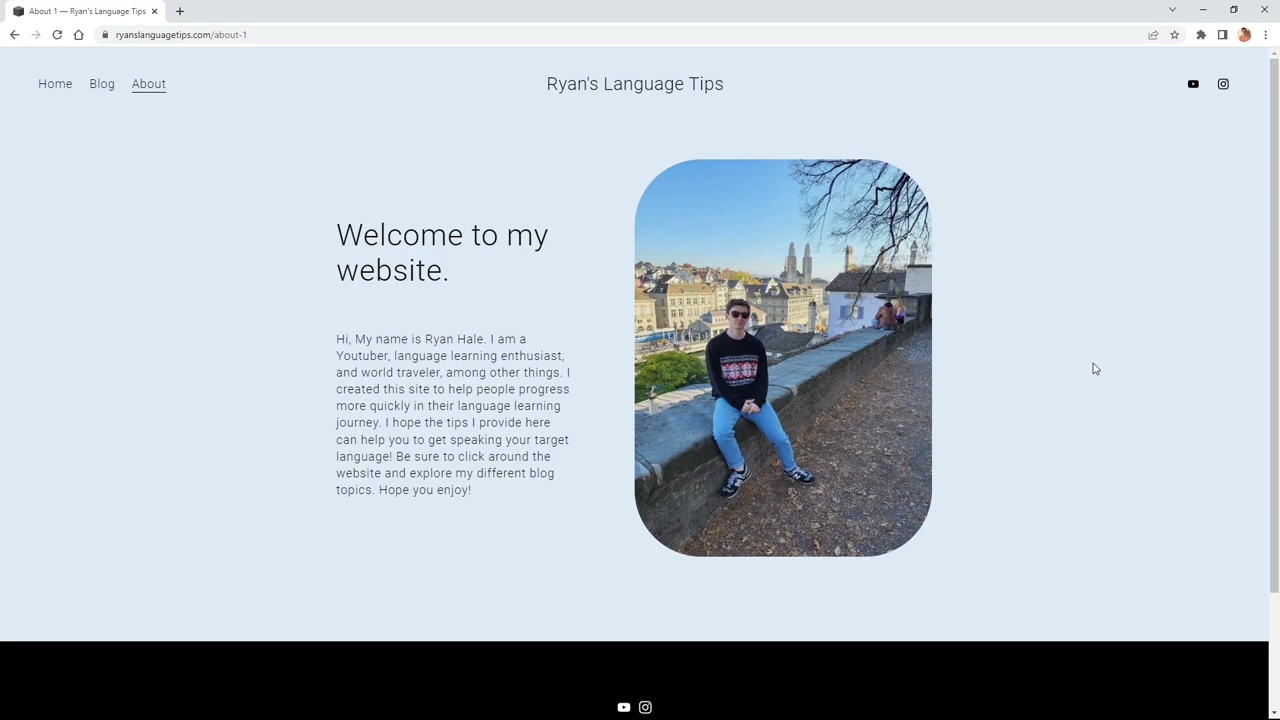 About 1 — Ryan's Language Tips
ryanslanguagetips.com/about-1
Home Blog About
Ryan's Language Tips
Welcome to my
website.
Hi, My name is Ryan Hale. I am a
Youtuber, language learning enthusiast,
and world traveler, among other things. I
created this site to help people progress
more quickly in their language learning
journey. I hope the tips I provide here
can help you to get speaking your target
language! Be sure to click around the
website and explore my different blog
topics. Hope you enjoy!